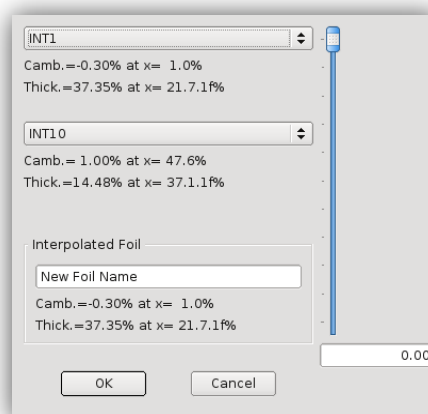 INT1
Camb.=-0.30% at x= 1.0%
Thick.=37.35% at x= 21.7.1f%
INT10
Camb.= 1.00% at x= 47.6%
Thick.=14.48% at x= 37.1.1f%
Interpolated Foil
New Foil Name
Camb.=-0.30% at x= 1.0%
Thick.=37.35% at x= 21.7.1f%
0.00
OK Cancel